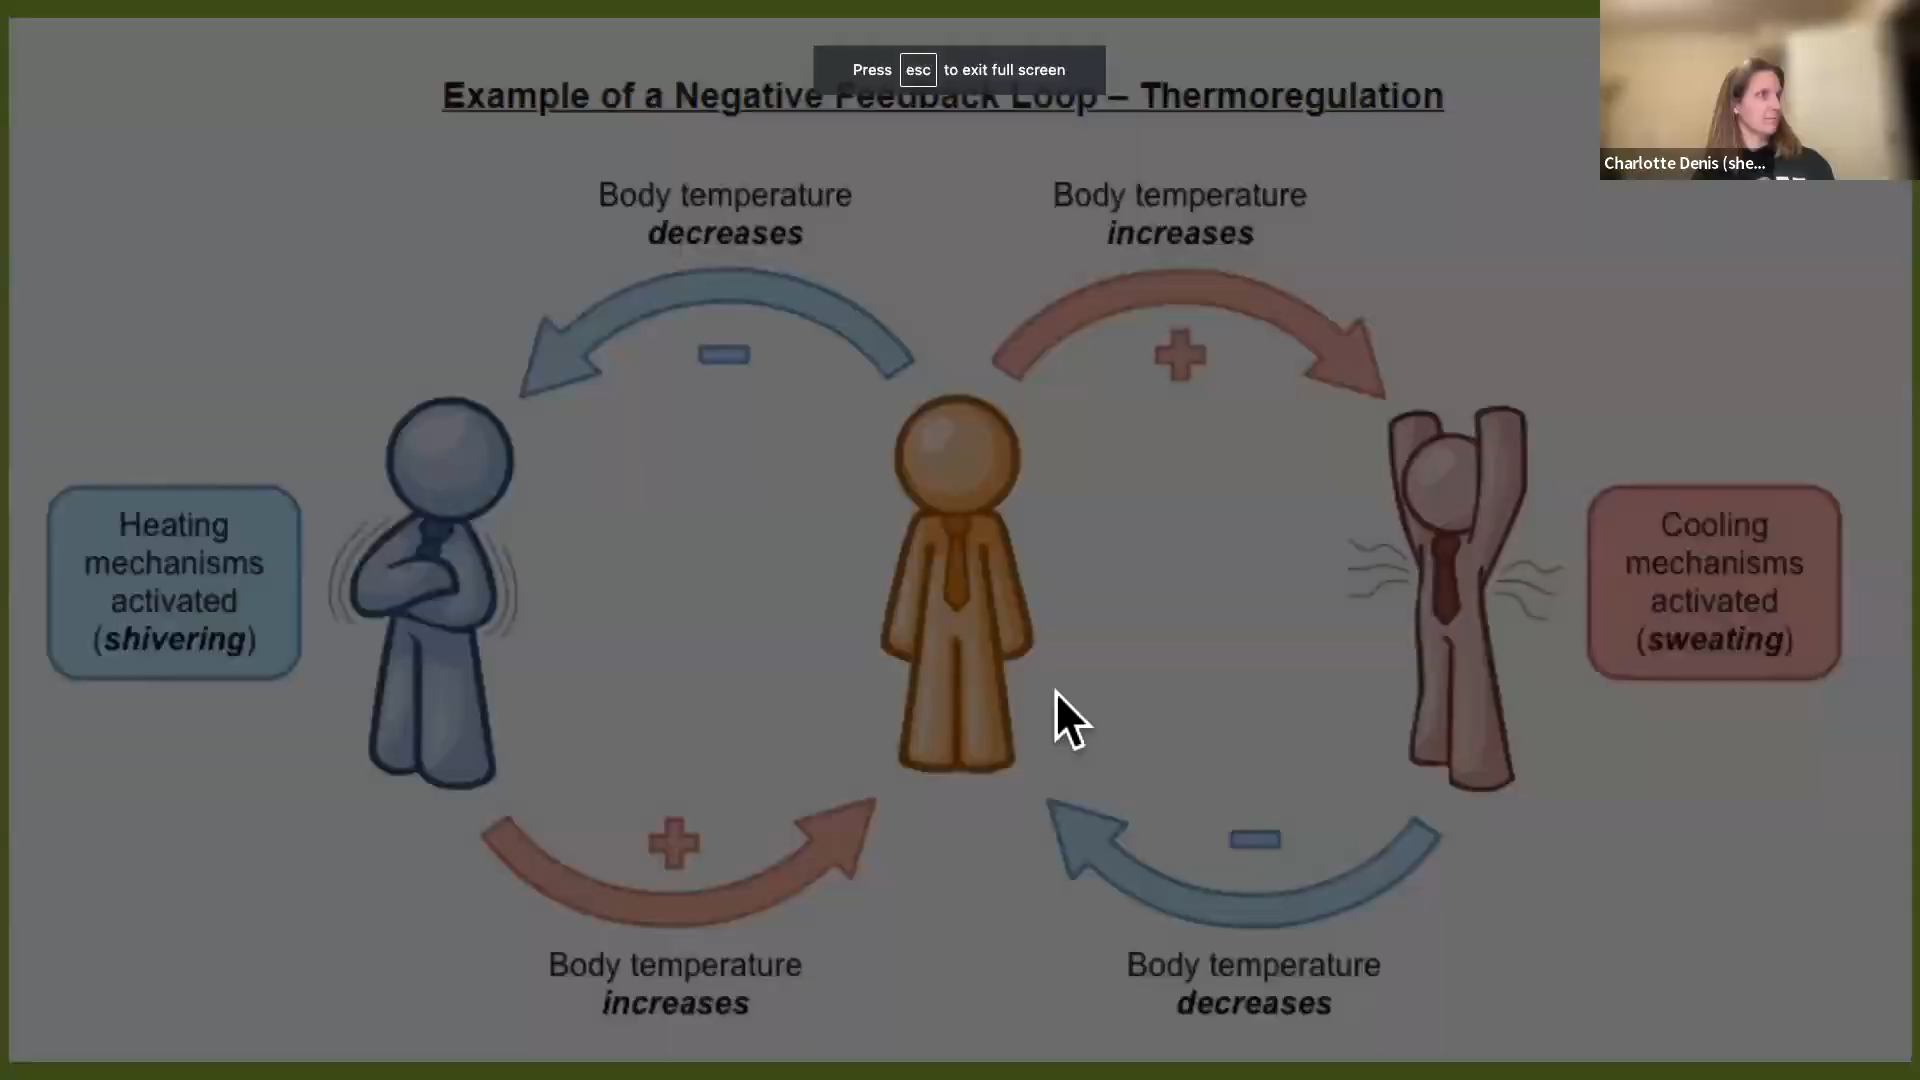 Press esc to exit full screen
Example of a Negative Feedback Loop – Thermoregulation
Charlotte Denis (she...
Body temperature
decreases
Body temperature
increases
Heating
mechanisms
activated
(shivering)
Cooling
mechanisms
activated
(sweating)
Body temperature
increases
Body temperature
decreases